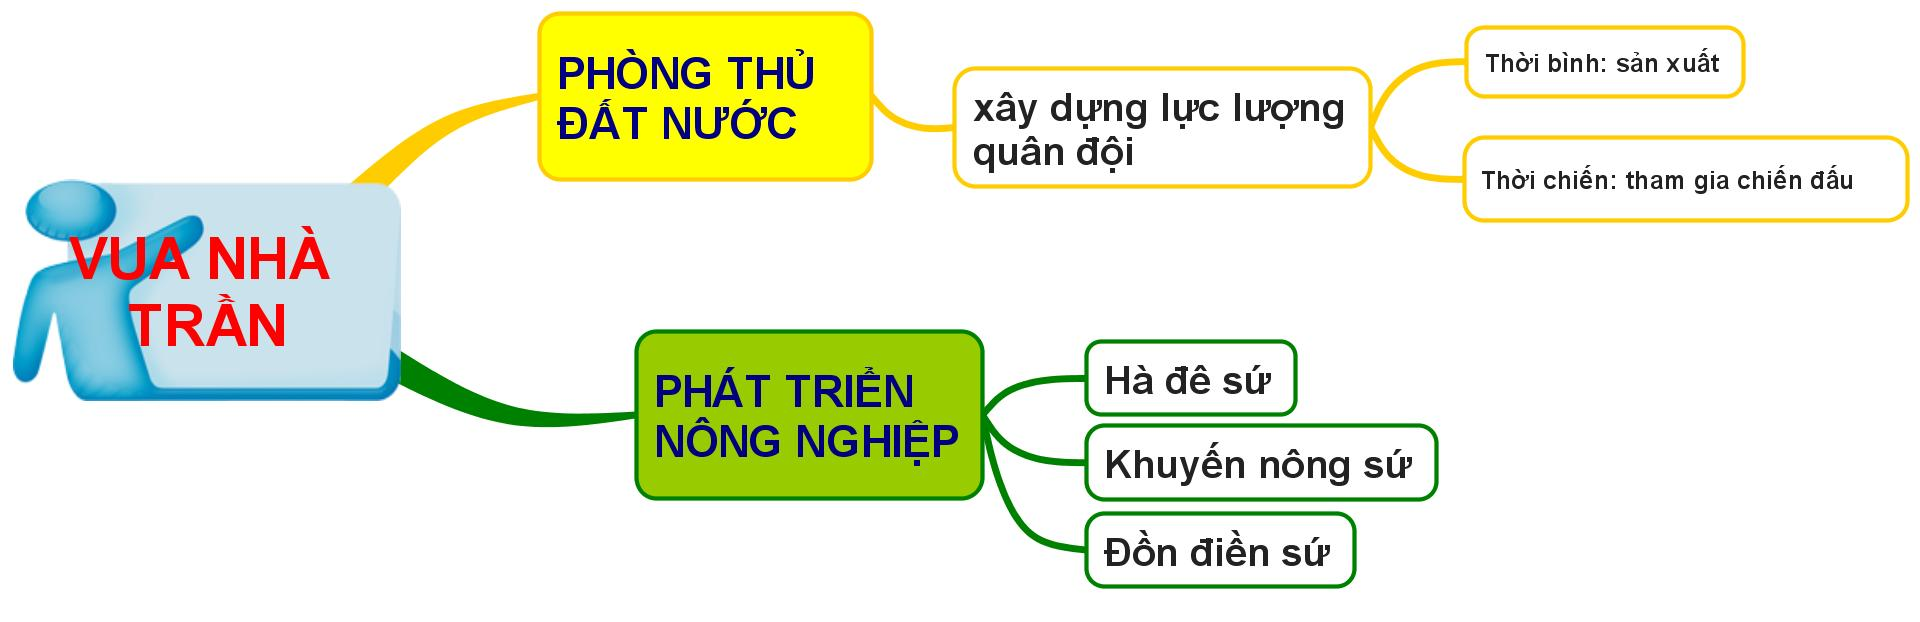 VUA NHÀ
TRẦN
PHÒNG THỦ
ĐẤT NƯỚC
xây dựng lực lượng
quân đội
Thời bình: sản xuất
Thời chiến: tham gia chiến đấu
PHÁT TRIỂN
NÔNG NGHIỆP
Hà đê sứ
Khuyến nông sứ
Đồn điền sứ